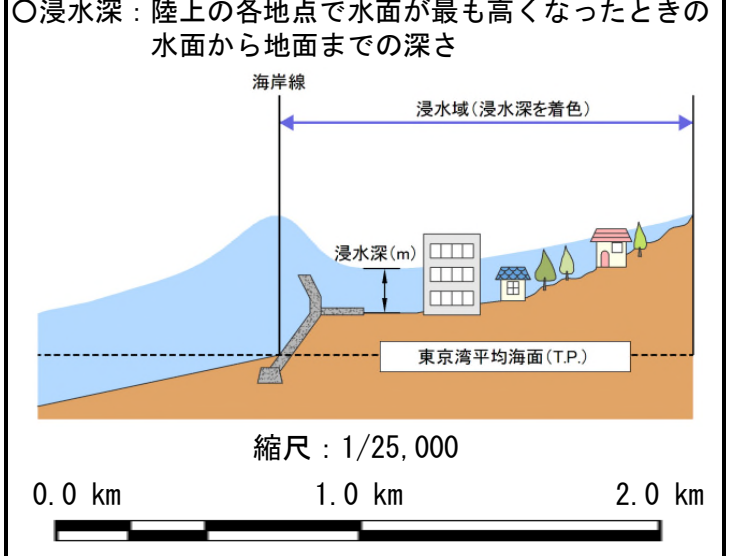 〇浸水深：陸上の各地点で水面が最も高くなったときの
水面から地面までの深さ
海岸線
浸水域(浸水深を着色)
浸水深(m)
東京湾平均海面(T.P.)
縮尺：1/25,000
0.0 km 1.0 km 2.0 km